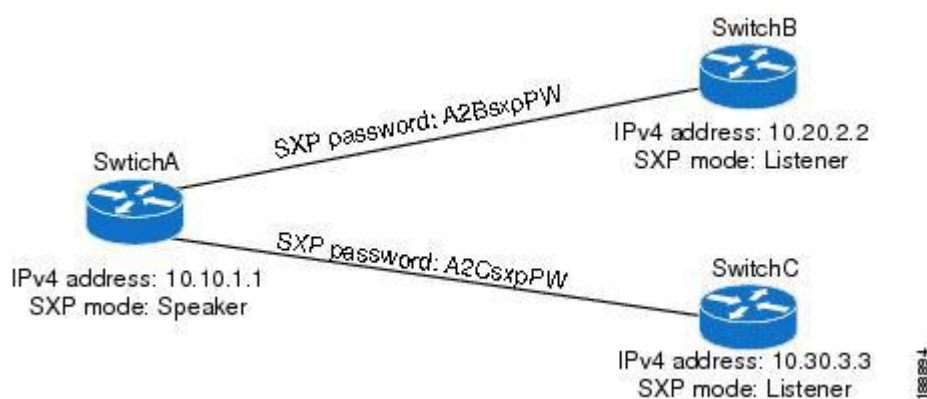 SwitchB
SXP password: A2BsxpPW
IPv4 address: 10.20.2.2
SXP mode: Listener
SwtichA
IPv4 address: 10.10.1.1
SXP mode: Speaker
SXP password: A2CsxpPW
SwitchC
IPv4 address: 10.30.3.3
SXP mode: Listener
187664